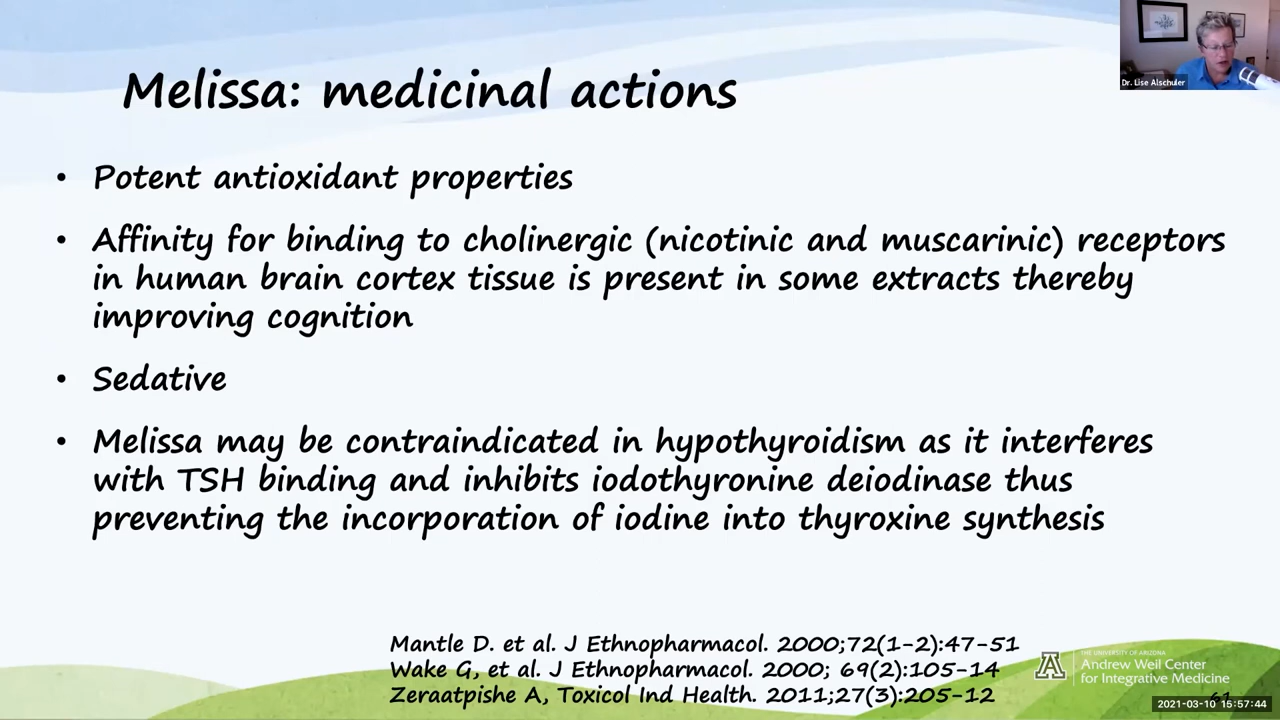 Melissa: medicinal actions
Dr. Lise Alschuler
• Potent antioxidant properties
• Affinity for binding to cholinergic (nicotinic and muscarinic) receptors
in human brain cortex tissue is present in some extracts thereby
improving cognition
• Sedative
• Melissa may be contraindicated in hypothyroidism as it interferes
with TSH binding and inhibits iodothyronine deiodinase thus
preventing the incorporation of iodine into thyroxine synthesis
Mantle D. et al. J Ethnopharmacol. 2000;72(1-2):47-51
Wake G, et al. J Ethnopharmacol. 2000; 69(2):105-14
Zeraatpishe A, Toxicol Ind Health. 2011;27(3):205-12
THE UNIVERSITY OF ARIZONA
Andrew Weil Center
for Integrative Medicine
61
2021-03-10 15:57:44